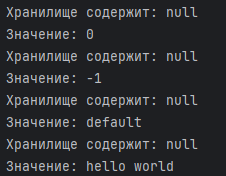 Хранилище содержит: null
Значение: 0
Хранилище содержит: null
Значение: -1
Хранилище содержит: null
Значение: default
Хранилище содержит: null
Значение: hello world